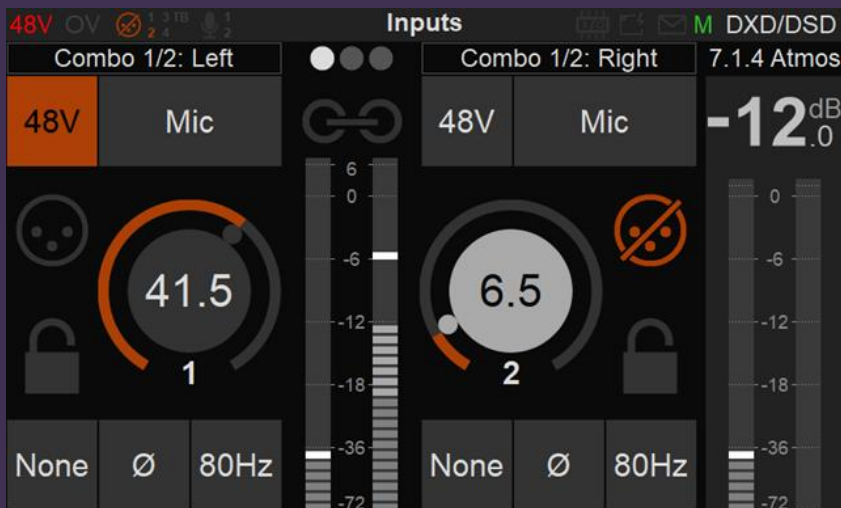 48V OV 1 3 TB 2 4 1 2 Inputs M DXD/DSD
Combo 1/2: Left Combo 1/2: Right 7.1.4 Atmos
48V Mic 48V Mic -12.0 dB
6
0 0
-6 -6
41.5 6.5
-12 -12
1 2
-18 -18
-36 -36
None Ø 80Hz None Ø 80Hz
-72 -72